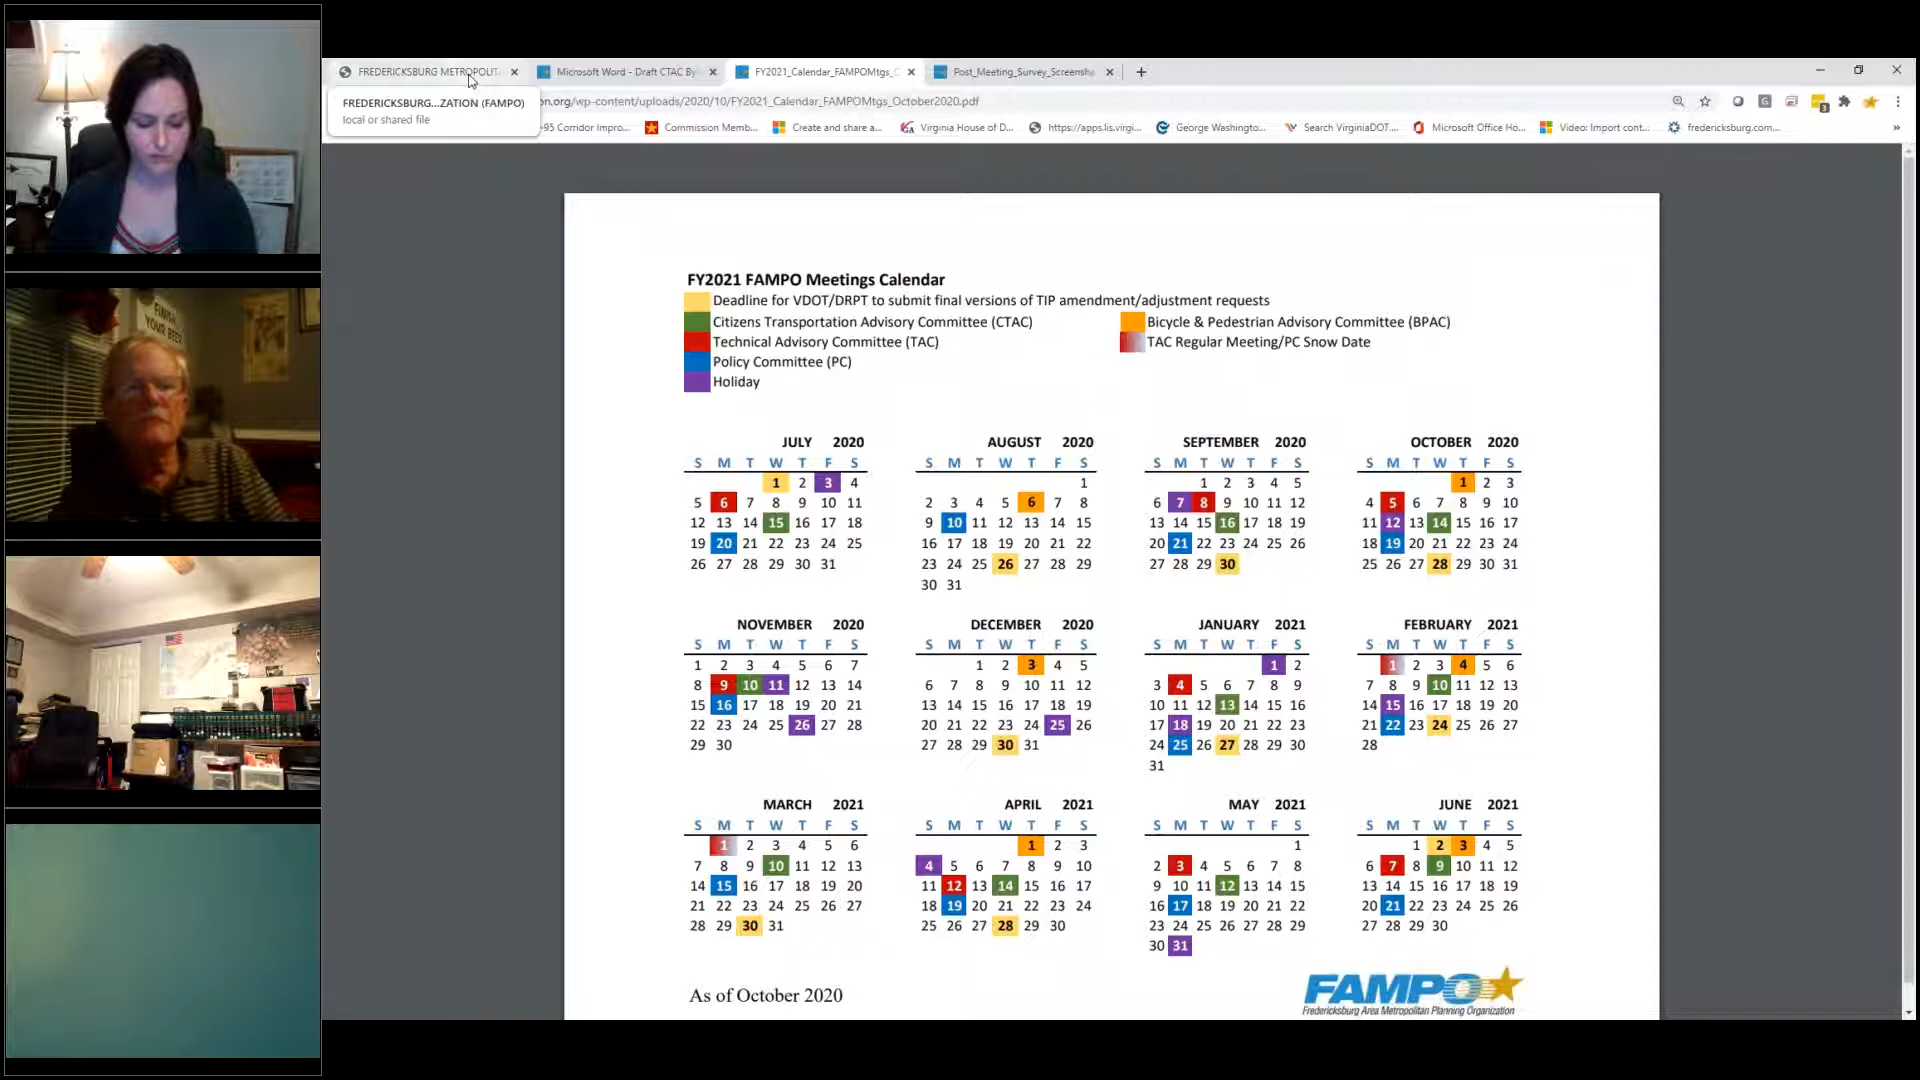 FINISH
YOUR BEER
FREDERICKSBURG METROPOLIT
Microsoft Word - Draft CTAC By
FY2021_Calendar_FAMPOMtgs_C
Post_Meeting_Survey_Screensh
FREDERICKSBURG...ZATION (FAMPO)
local or shared file
on.org/wp-content/uploads/2020/10/FY2021_Calendar_FAMPOMtgs_October2020.pdf
-95 Corridor Impro...
Commission Memb...
Create and share a...
Virginia House of D...
https://apps.lis.virgi...
George Washingto...
Search VirginiaDOT....
Microsoft Office Ho...
Video: Import cont...
fredericksburg.com...
»
FY2021 FAMPO Meetings Calendar
Deadline for VDOT/DRPT to submit final versions of TIP amendment/adjustment requests
Citizens Transportation Advisory Committee (CTAC)
Bicycle & Pedestrian Advisory Committee (BPAC)
Technical Advisory Committee (TAC)
TAC Regular Meeting/PC Snow Date
Policy Committee (PC)
Holiday
JULY 2020
S M T W T F S
1 2 3 4
5 6 7 8 9 10 11
12 13 14 15 16 17 18
19 20 21 22 23 24 25
26 27 28 29 30 31
AUGUST 2020
S M T W T F S
1
2 3 4 5 6 7 8
9 10 11 12 13 14 15
16 17 18 19 20 21 22
23 24 25 26 27 28 29
30 31
SEPTEMBER 2020
S M T W T F S
1 2 3 4 5
6 7 8 9 10 11 12
13 14 15 16 17 18 19
20 21 22 23 24 25 26
27 28 29 30
OCTOBER 2020
S M T W T F S
1 2 3
4 5 6 7 8 9 10
11 12 13 14 15 16 17
18 19 20 21 22 23 24
25 26 27 28 29 30 31
NOVEMBER 2020
S M T W T F S
1 2 3 4 5 6 7
8 9 10 11 12 13 14
15 16 17 18 19 20 21
22 23 24 25 26 27 28
29 30
DECEMBER 2020
S M T W T F S
1 2 3 4 5
6 7 8 9 10 11 12
13 14 15 16 17 18 19
20 21 22 23 24 25 26
27 28 29 30 31
JANUARY 2021
S M T W T F S
1 2
3 4 5 6 7 8 9
10 11 12 13 14 15 16
17 18 19 20 21 22 23
24 25 26 27 28 29 30
31
FEBRUARY 2021
S M T W T F S
1 2 3 4 5 6
7 8 9 10 11 12 13
14 15 16 17 18 19 20
21 22 23 24 25 26 27
28
MARCH 2021
S M T W T F S
1 2 3 4 5 6
7 8 9 10 11 12 13
14 15 16 17 18 19 20
21 22 23 24 25 26 27
28 29 30 31
APRIL 2021
S M T W T F S
1 2 3
4 5 6 7 8 9 10
11 12 13 14 15 16 17
18 19 20 21 22 23 24
25 26 27 28 29 30
MAY 2021
S M T W T F S
1
2 3 4 5 6 7 8
9 10 11 12 13 14 15
16 17 18 19 20 21 22
23 24 25 26 27 28 29
30 31
JUNE 2021
S M T W T F S
1 2 3 4 5
6 7 8 9 10 11 12
13 14 15 16 17 18 19
20 21 22 23 24 25 26
27 28 29 30
As of October 2020
FAMPO
Fredericksburg Area Metropolitan Planning Organization